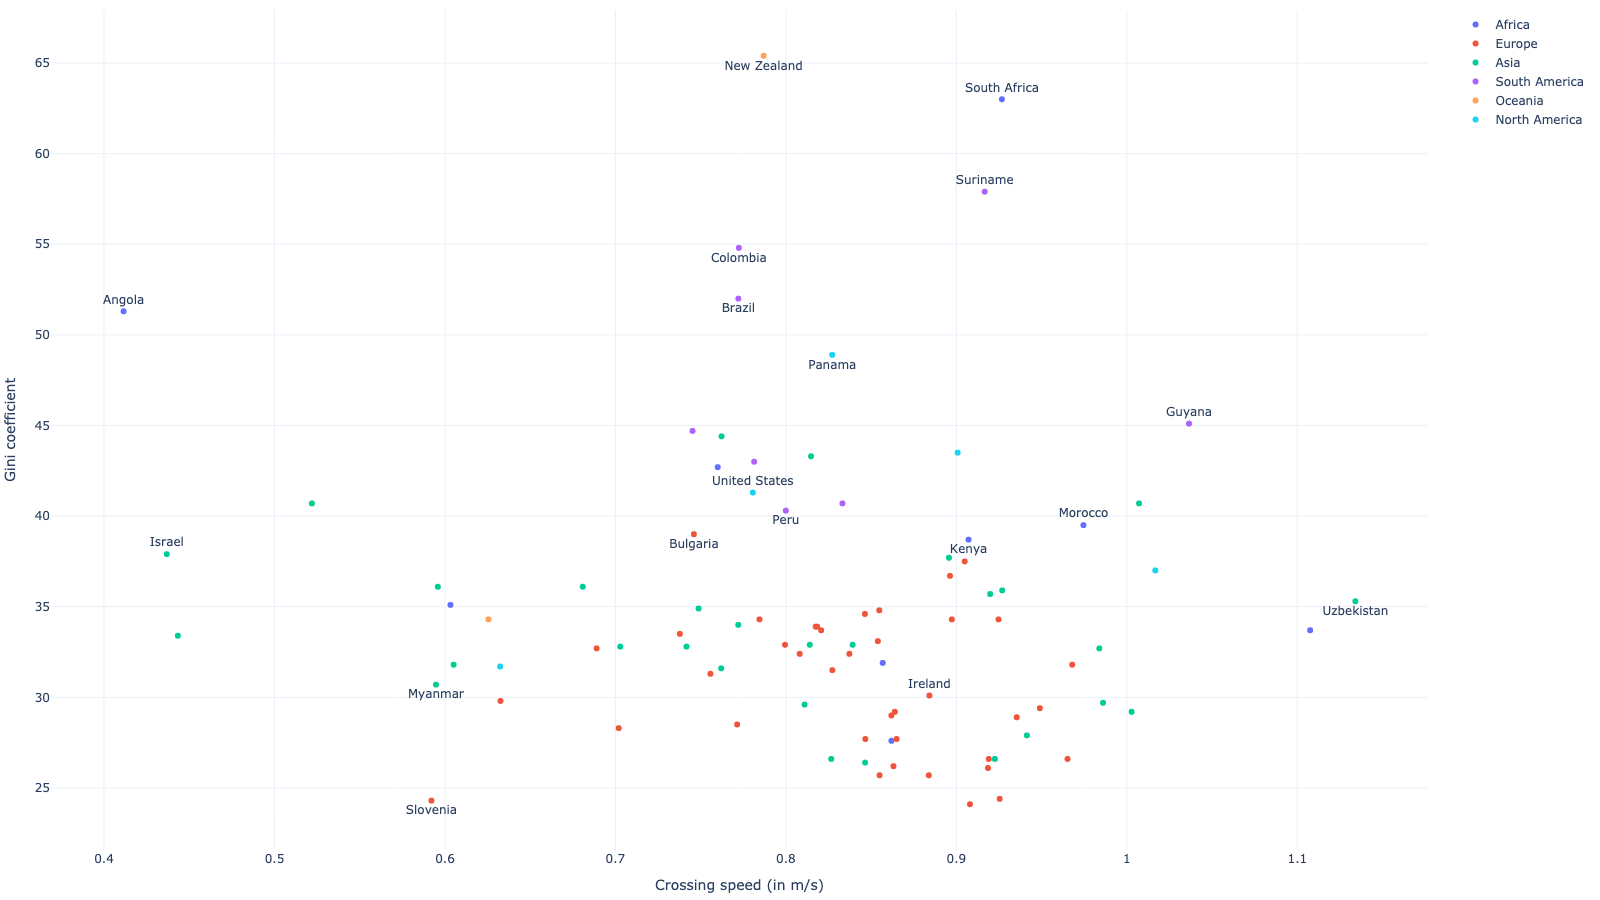 Africa
Europe
Asia
South America
Oceania
North America
65
60
55
50
45
40
35
30
25
Gini coefficient
New Zealand
South Africa
Suriname
Colombia
Angola
Brazil
Panama
Guyana
United States
Peru
Morocco
Israel
Bulgaria
Kenya
Uzbekistan
Ireland
Myanmar
Slovenia
0.4
0.5
0.6
0.7
0.8
0.9
1
1.1
Crossing speed (in m/s)